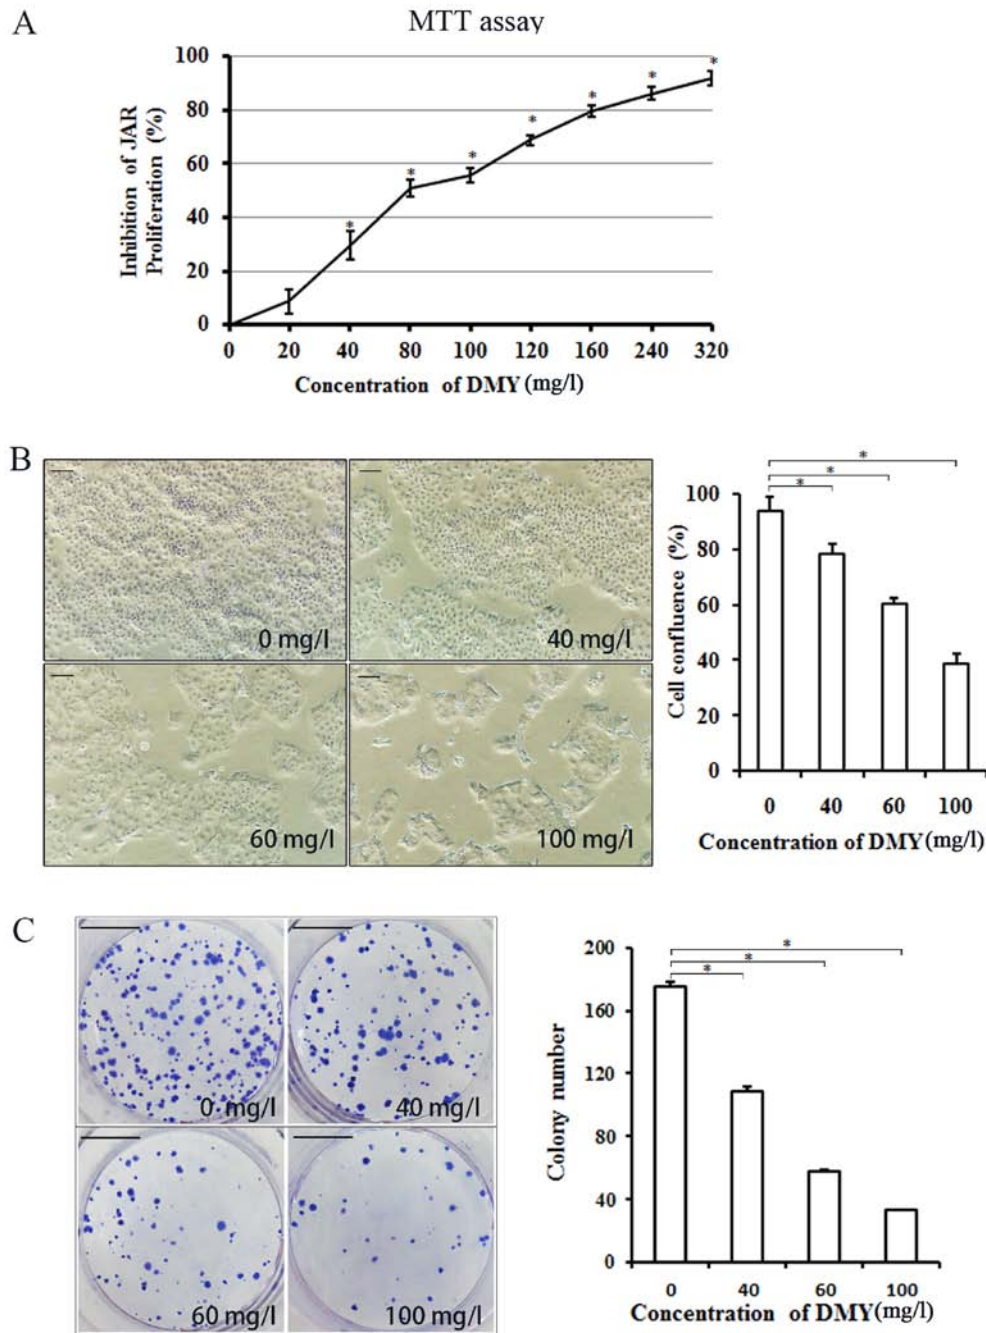 A
MTT assay
Inhibition of JAR
Proliferation (%)
100
80
60
40
20
0
* * * * * * *
0 20 40 80 100 120 160 240 320
Concentration of DMY(mg/l)
B
0 mg/l
40 mg/l
60 mg/l
100 mg/l
*
*
*
Cell confluence (%)
100
80
60
40
20
0
0 40 60 100
Concentration of DMY(mg/l)
C
0 mg/l
40 mg/l
60 mg/l
100 mg/l
*
*
*
Colony number
200
160
120
80
40
0
0 40 60 100
Concentration of DMY(mg/l)